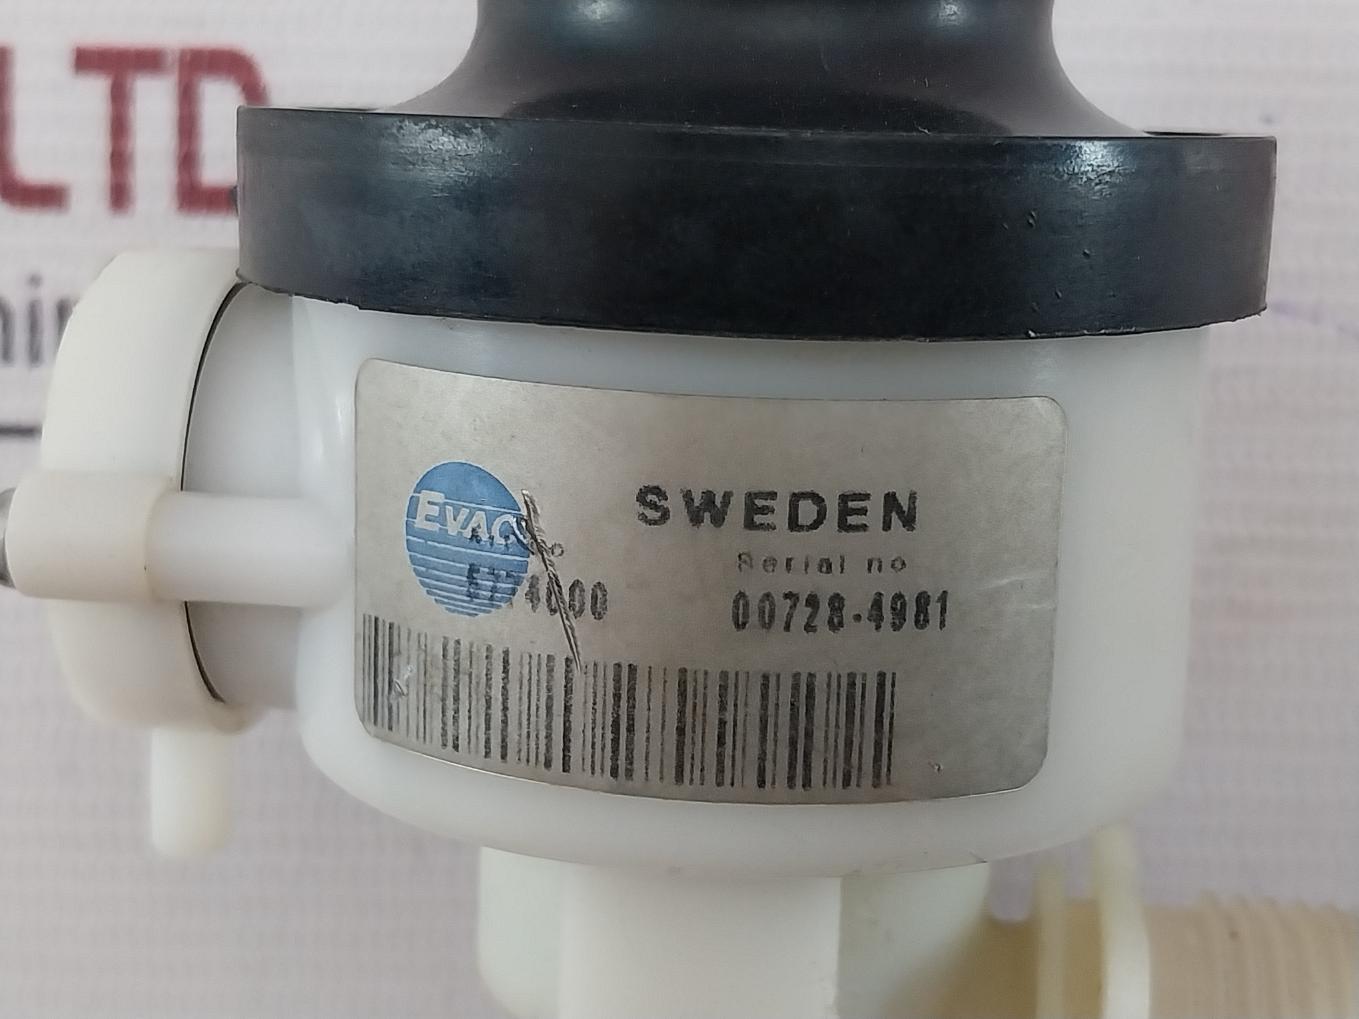 LTD
EVAC
SWEDEN
Serial no
00728-4981